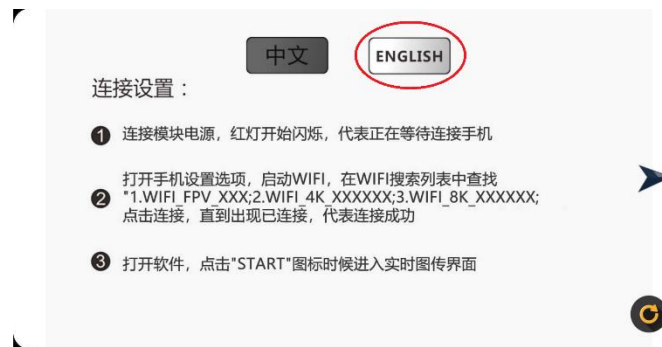 中文 ENGLISH
连接设置：
1 连接模块电源，红灯开始闪烁，代表正在等待连接手机
打开手机设置选项，启动WIFI，在WIFI搜索列表中查找
2 "1.WIFI_FPV_XXX;2.WIFI_4K_XXXXXX;3.WIFI_8K_XXXXXX;
点击连接，直到出现已连接，代表连接成功
3 打开软件，点击"START"图标时候进入实时图传界面